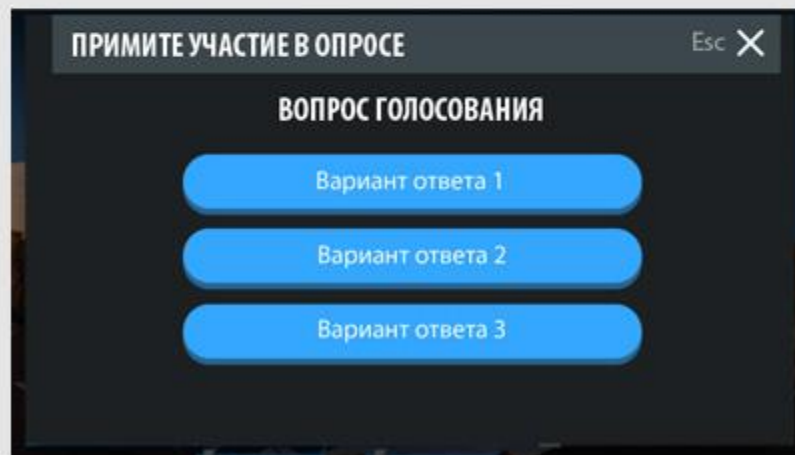 ПРИМИТЕ УЧАСТИЕ В ОПРОСЕ Esc
ВОПРОС ГОЛОСОВАНИЯ
Вариант ответа 1
Вариант ответа 2
Вариант ответа 3